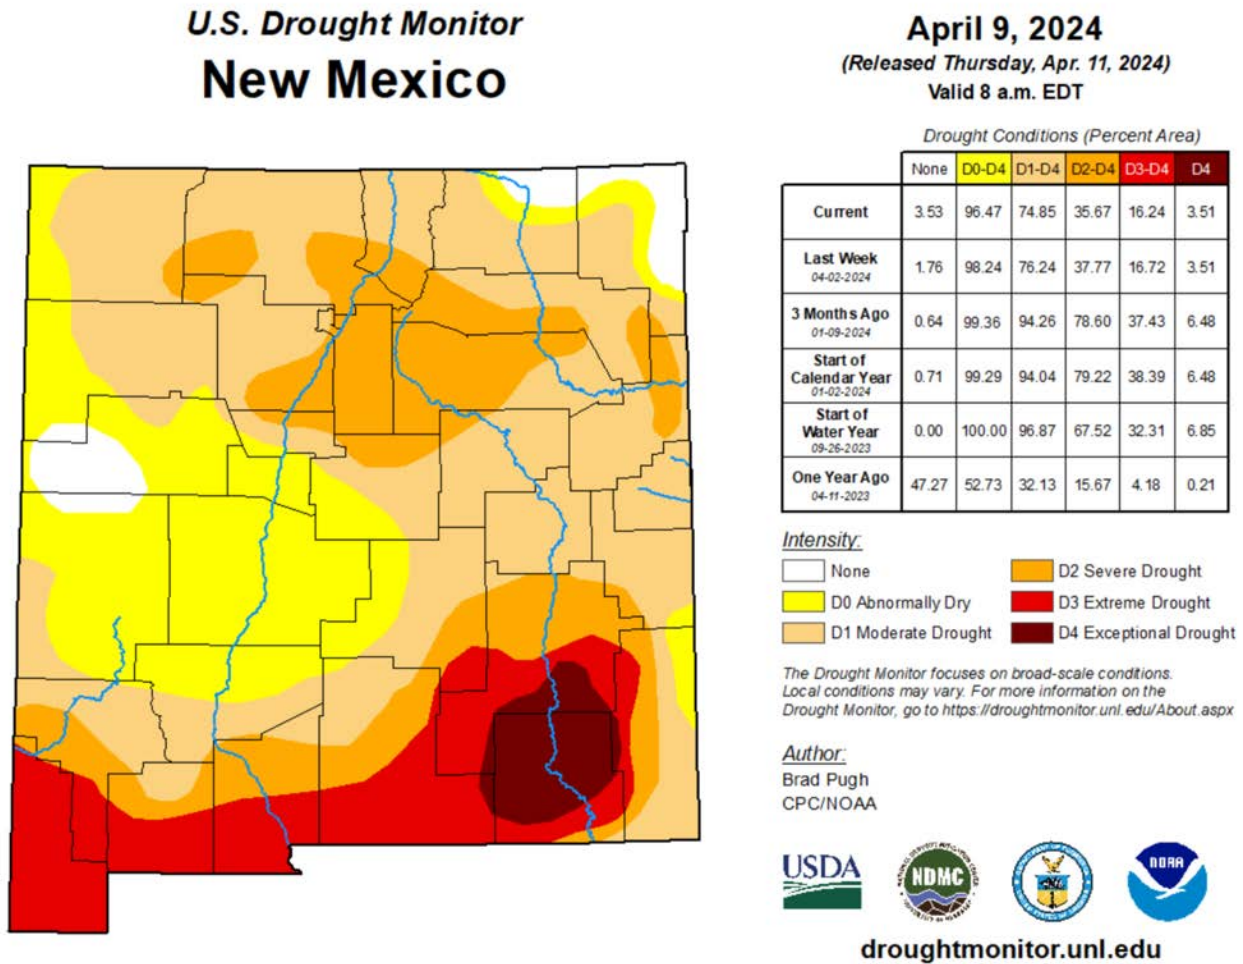 U.S. Drought Monitor
New Mexico
April 9, 2024
(Released Thursday, Apr. 11, 2024)
Valid 8 a.m. EDT
Drought Conditions (Percent Area)
None D0-D4 D1-D4 D2-D4 D3-D4 D4
Current 3.53 96.47 74.85 35.67 16.24 3.51
Last Week
04-02-2024
1.76 98.24 76.24 37.77 16.72 3.51
3 Months Ago
01-09-2024
0.64 99.36 94.26 78.60 37.43 6.48
Start of
Calendar Year
01-02-2024
0.71 99.29 94.04 79.22 38.39 6.48
Start of
Water Year
09-26-2023
0.00 100.00 96.87 67.52 32.31 6.85
One Year Ago
04-11-2023
47.27 52.73 32.13 15.67 4.18 0.21
Intensity:
None
D0 Abnormally Dry
D1 Moderate Drought
D2 Severe Drought
D3 Extreme Drought
D4 Exceptional Drought
The Drought Monitor focuses on broad-scale conditions.
Local conditions may vary. For more information on the
Drought Monitor, go to https://droughtmonitor.unl.edu/About.aspx
Author:
Brad Pugh
CPC/NOAA
USDA
NDMC
NOAA
droughtmonitor.unl.edu